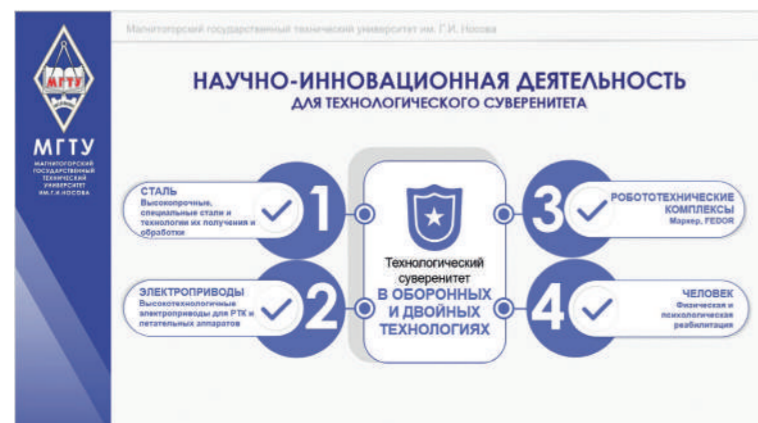 Магнитогорский государственный технический университет им. Г.И. Носова
НАУЧНО-ИННОВАЦИОННАЯ ДЕЯТЕЛЬНОСТЬ
ДЛЯ ТЕХНОЛОГИЧЕСКОГО СУВЕРЕНИТЕТА
МГТУ
МГТУ
МАГНИТОГОРСКИЙ
ГОСУДАРСТВЕННЫЙ
ТЕХНИЧЕСКИЙ
УНИВЕРСИТЕТ
ИМ.Г.И.НОСОВА
СТАЛЬ
Высокопрочные,
специальные стали и
технологии их получения и
обработки
1
ЭЛЕКТРОПРИВОДЫ
Высокотехнологичные
электроприводы для РТК и
летательных аппаратов
2
Технологический
суверенитет
В ОБОРОННЫХ
И ДВОЙНЫХ
ТЕХНОЛОГИЯХ
3
РОБОТОТЕХНИЧЕСКИЕ
КОМПЛЕКСЫ
Маркер, FEDOR
4
ЧЕЛОВЕК
Физическая и
психологическая
реабилитация